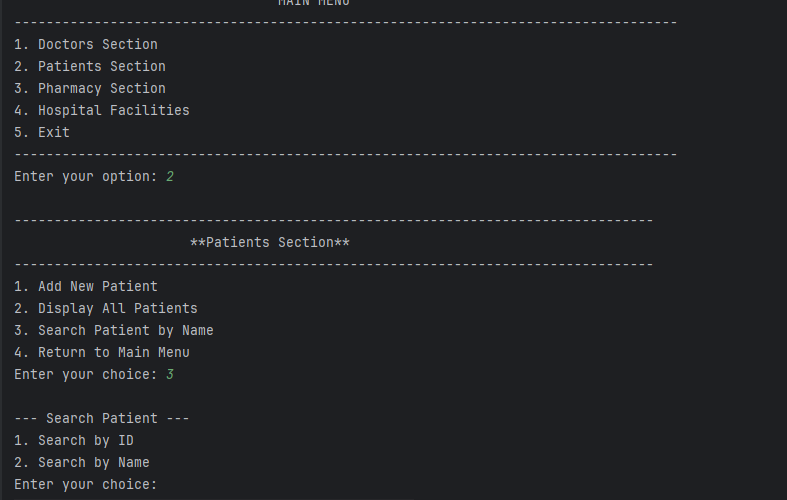 MAIN MENU
-----------------------------------------------------------------------------------
1. Doctors Section
2. Patients Section
3. Pharmacy Section
4. Hospital Facilities
5. Exit
-----------------------------------------------------------------------------------
Enter your option: 2
--------------------------------------------------------------------------------
**Patients Section**
--------------------------------------------------------------------------------
1. Add New Patient
2. Display All Patients
3. Search Patient by Name
4. Return to Main Menu
Enter your choice: 3
--- Search Patient ---
1. Search by ID
2. Search by Name
Enter your choice: